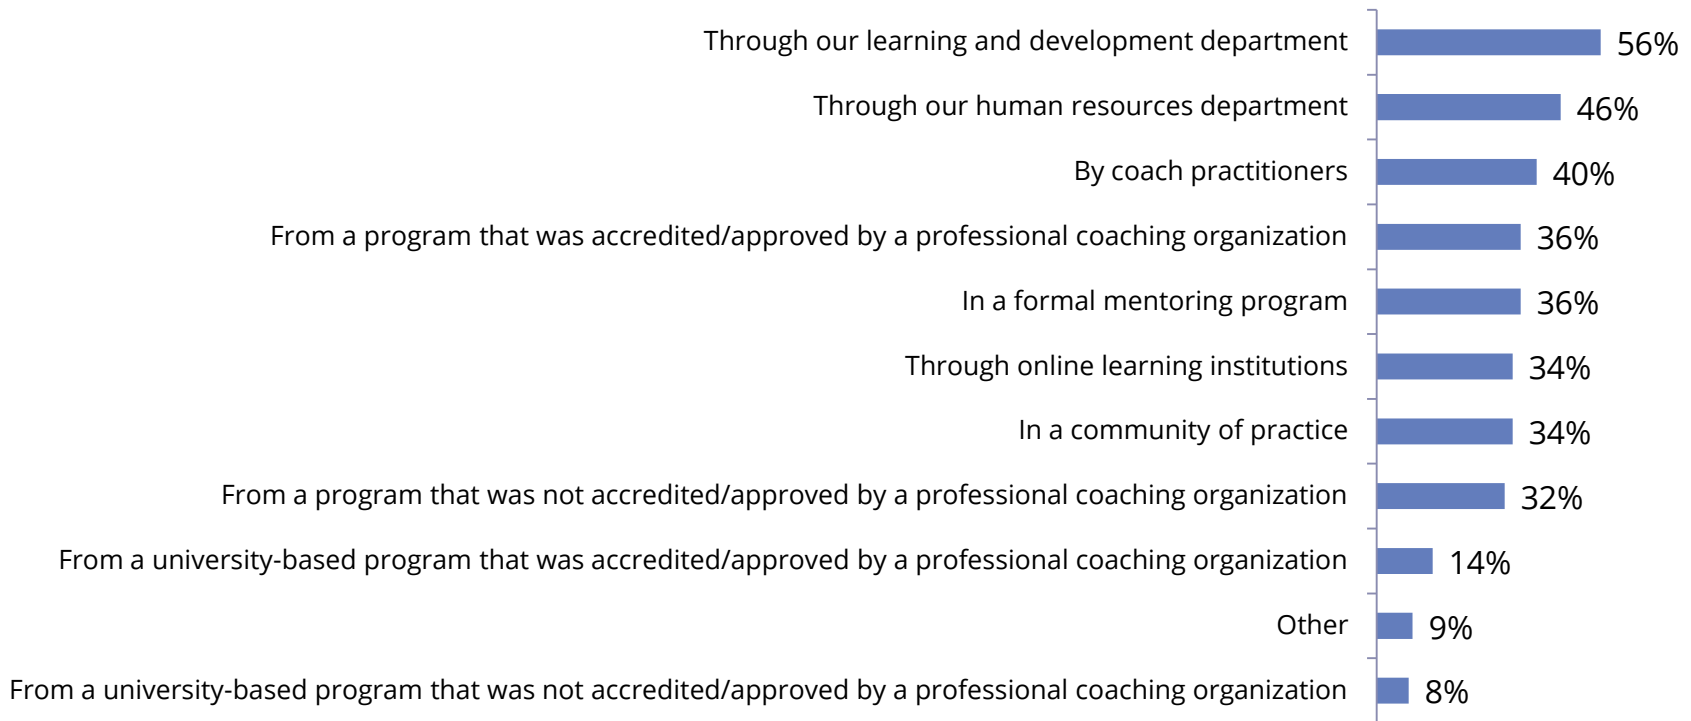 Through our learning and development department 56%
Through our human resources department 46%
By coach practitioners 40%
From a program that was accredited/approved by a professional coaching organization 36%
In a formal mentoring program 36%
Through online learning institutions 34%
In a community of practice 34%
From a program that was not accredited/approved by a professional coaching organization 32%
From a university-based program that was accredited/approved by a professional coaching organization 14%
Other 9%
From a university-based program that was not accredited/approved by a professional coaching organization 8%